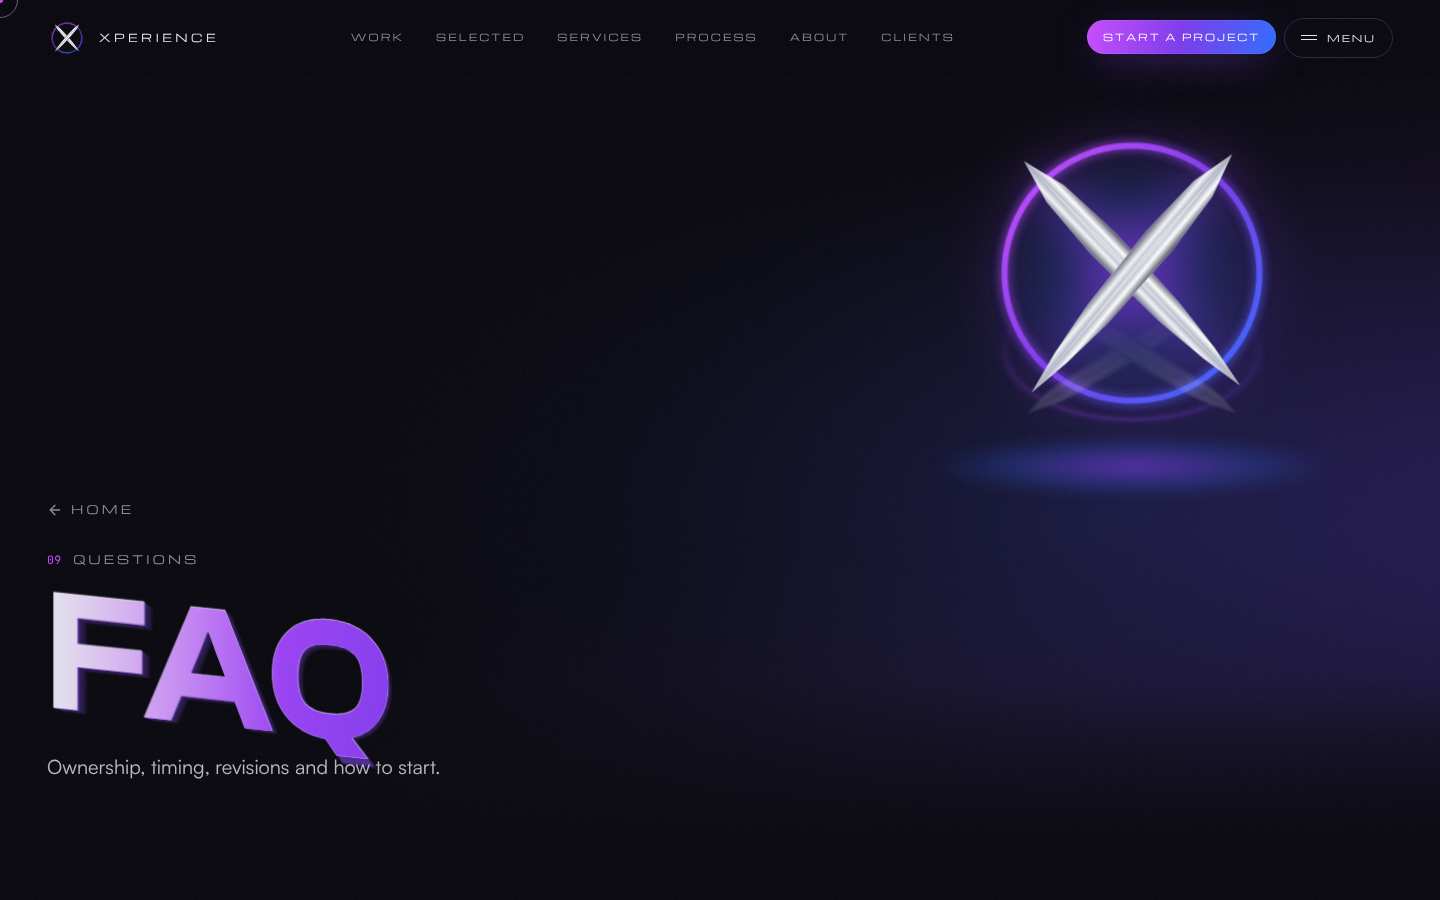 XPERIENCE
WORK SELECTED SERVICES PROCESS ABOUT CLIENTS
START A PROJECT
MENU
HOME
09 QUESTIONS
FAQ
Ownership, timing, revisions and how to start.